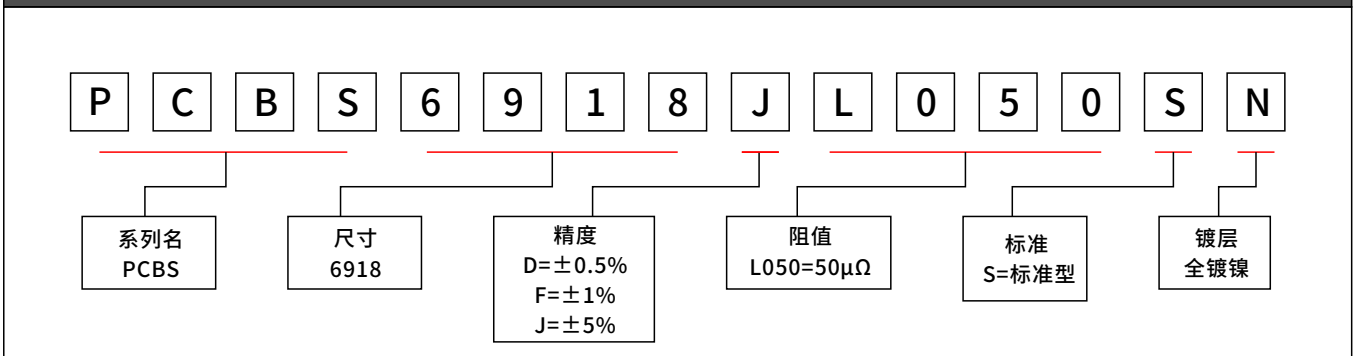 P C B S 6 9 1 8 J L 0 5 0 S N
系列名
PCBS
尺寸
6918
精度
D=±0.5%
F=±1%
J=±5%
阻值
L050=50μΩ
标准
S=标准型
镀层
全镀镍